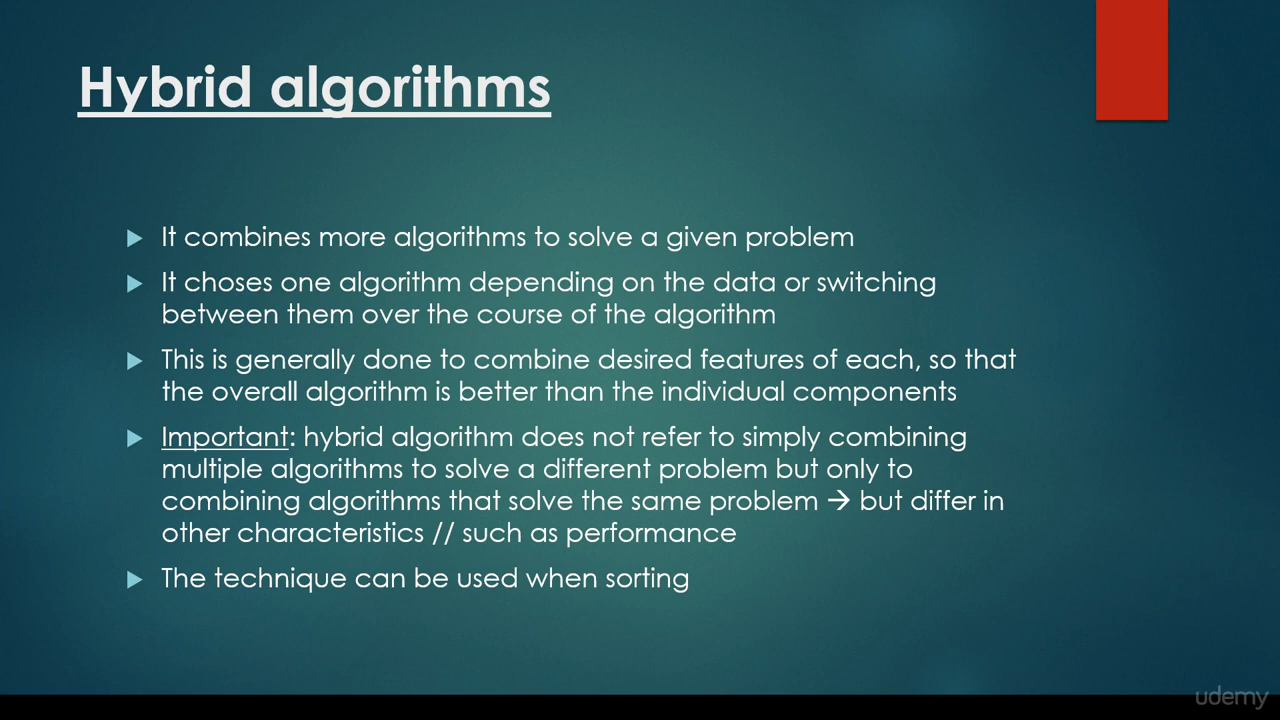 Hybrid algorithms
It combines more algorithms to solve a given problem
It choses one algorithm depending on the data or switching
between them over the course of the algorithm
This is generally done to combine desired features of each, so that
the overall algorithm is better than the individual components
Important: hybrid algorithm does not refer to simply combining
multiple algorithms to solve a different problem but only to
combining algorithms that solve the same problem → but differ in
other characteristics // such as performance
The technique can be used when sorting
udemy